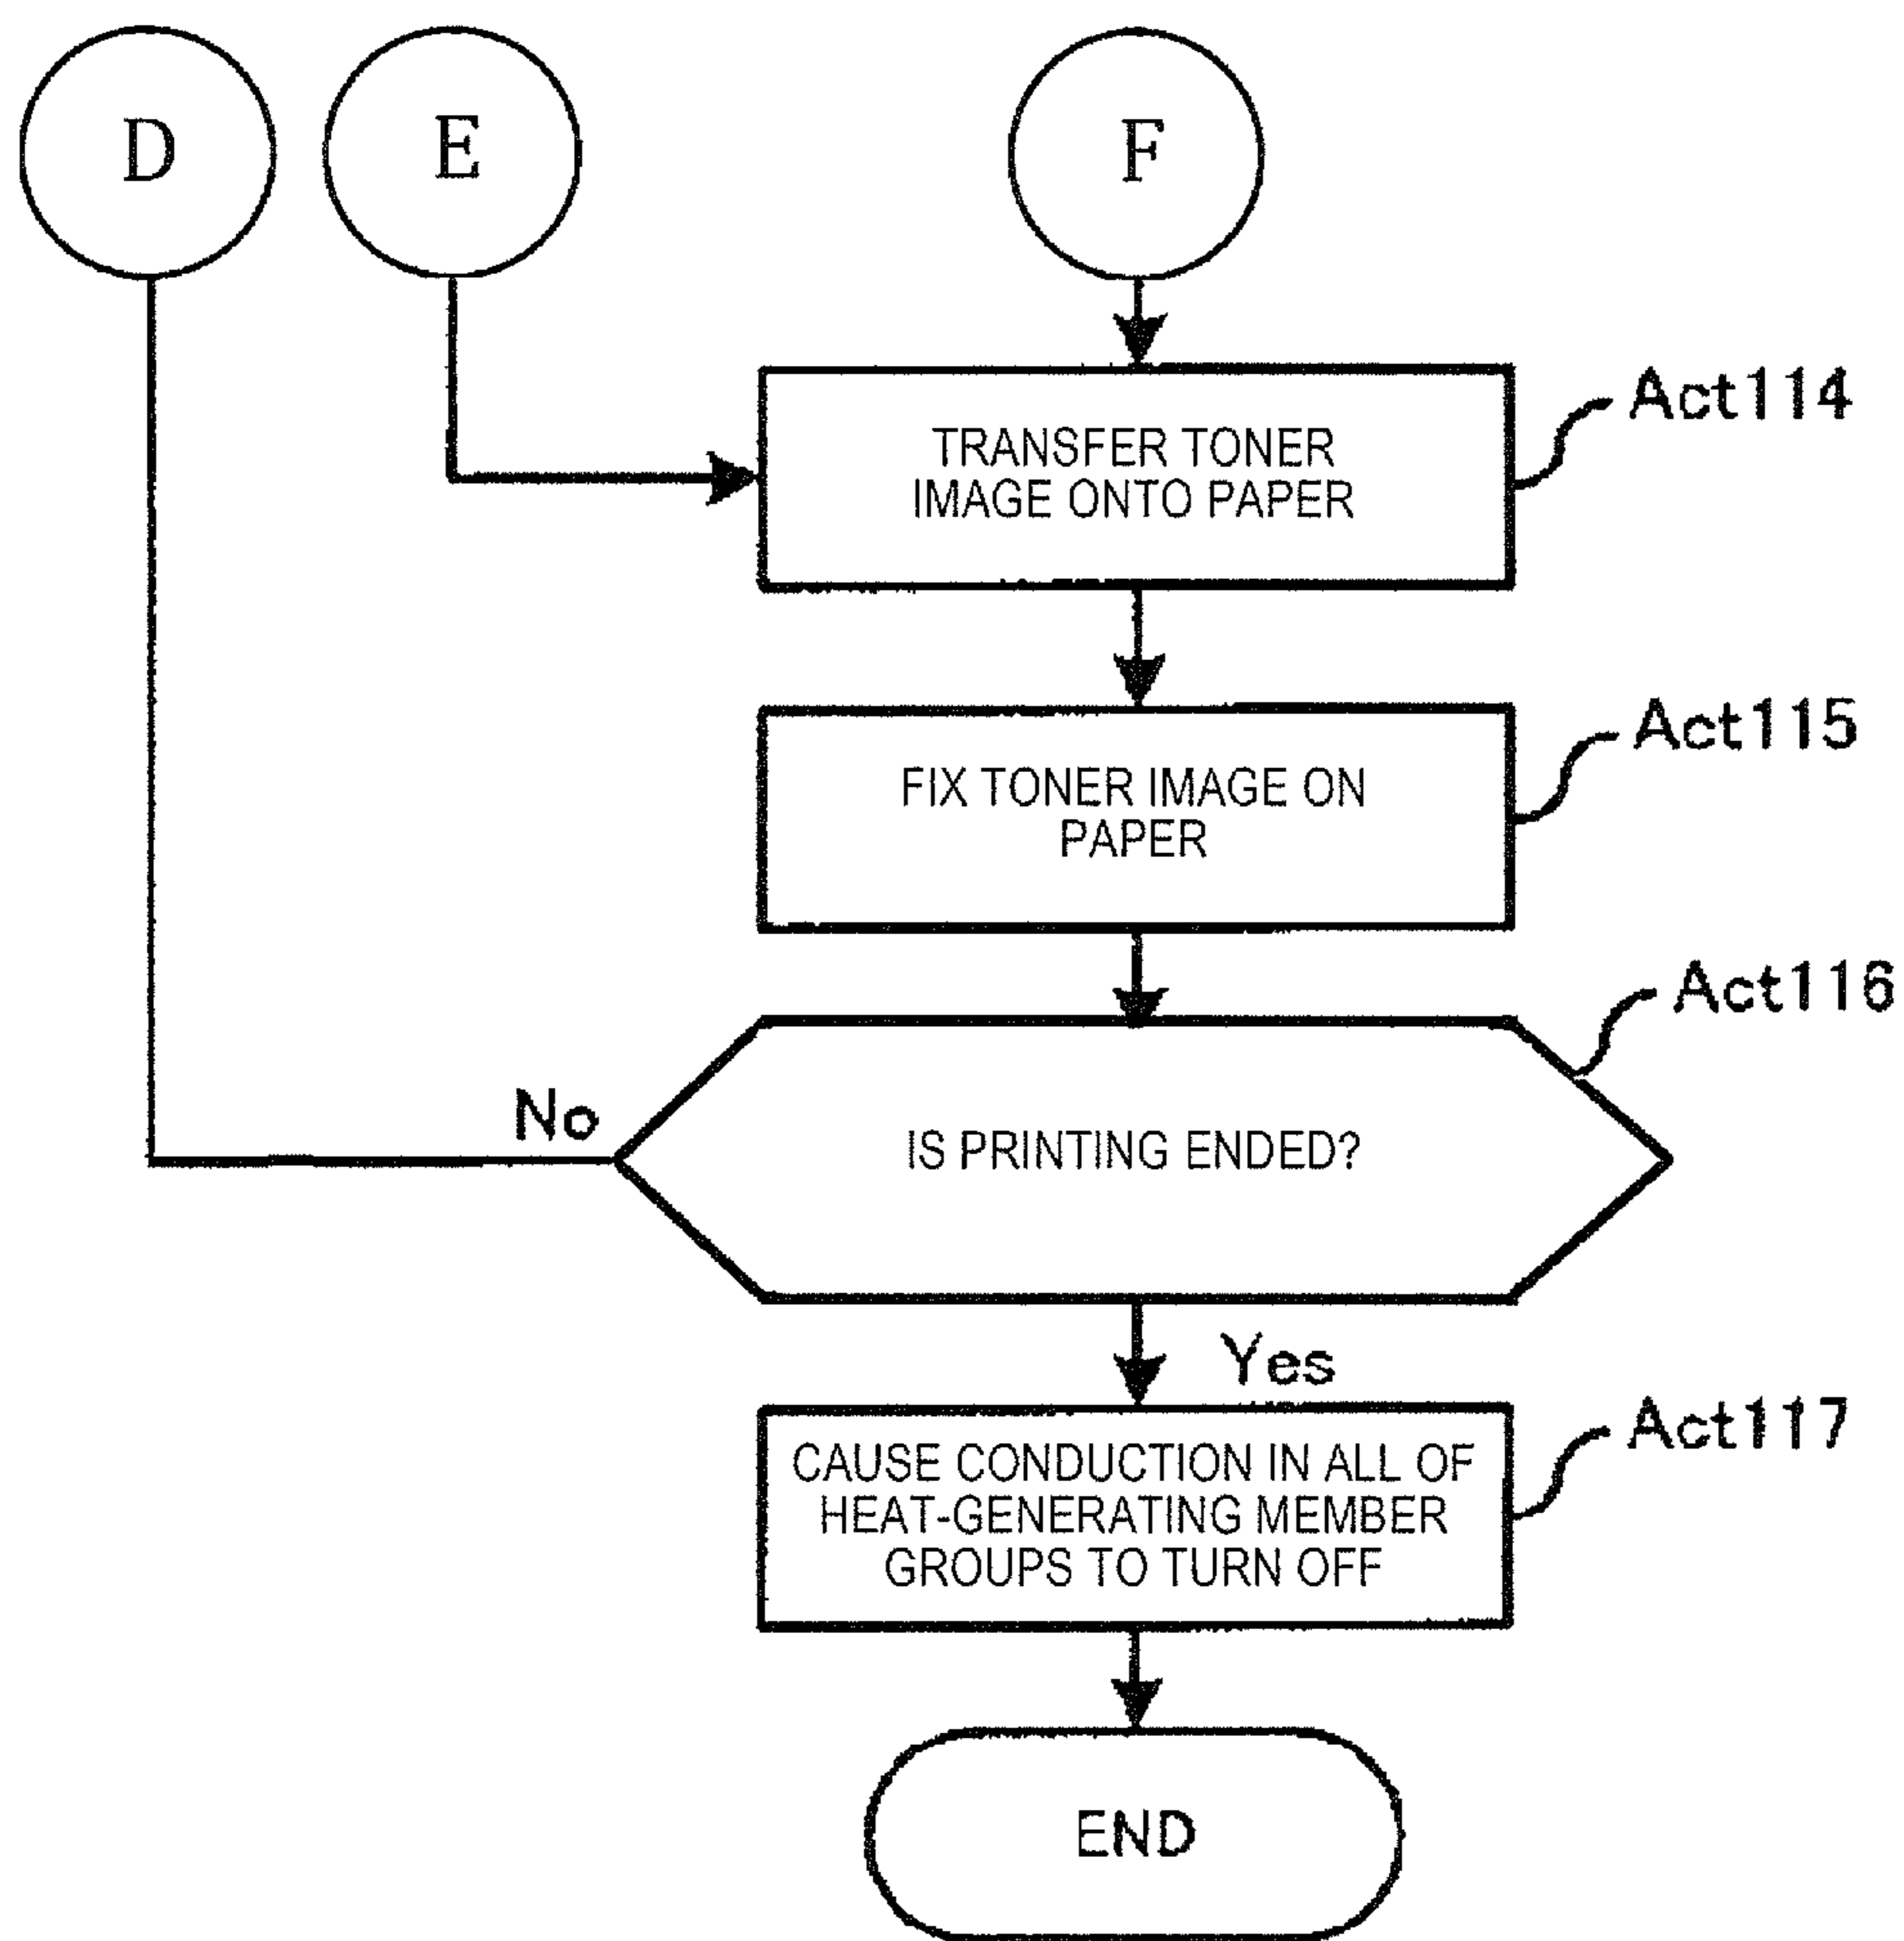 D
E
F
Act114
TRANSFER TONER
IMAGE ONTO PAPER
Act115
FIX TONER IMAGE ON
PAPER
Act116
No
IS PRINTING ENDED?
Yes
Act117
CAUSE CONDUCTION IN ALL OF
HEAT-GENERATING MEMBER
GROUPS TO TURN OFF
END